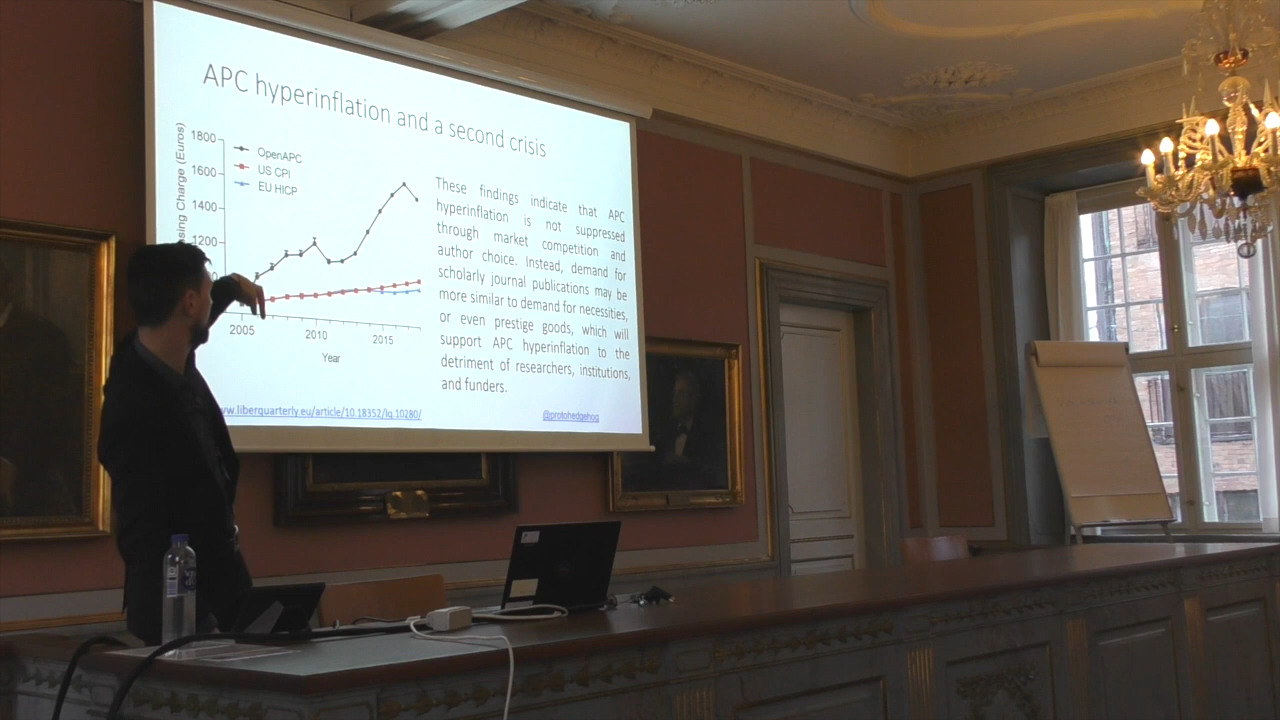 APC hyperinflation and a second crisis
sing Charge (Euros)
1800
1600
1400
1200
OpenAPC
US CPI
EU HICP
2005
2010
2015
Year
These findings indicate that APC
hyperinflation is not suppressed
through market competition and
author choice. Instead, demand for
scholarly journal publications may be
more similar to demand for necessities,
or even prestige goods, which will
support APC hyperinflation to the
detriment of researchers, institutions,
and funders.
w.liberquarterly.eu/article/10.18352/lq.10280/
@protohedgehog